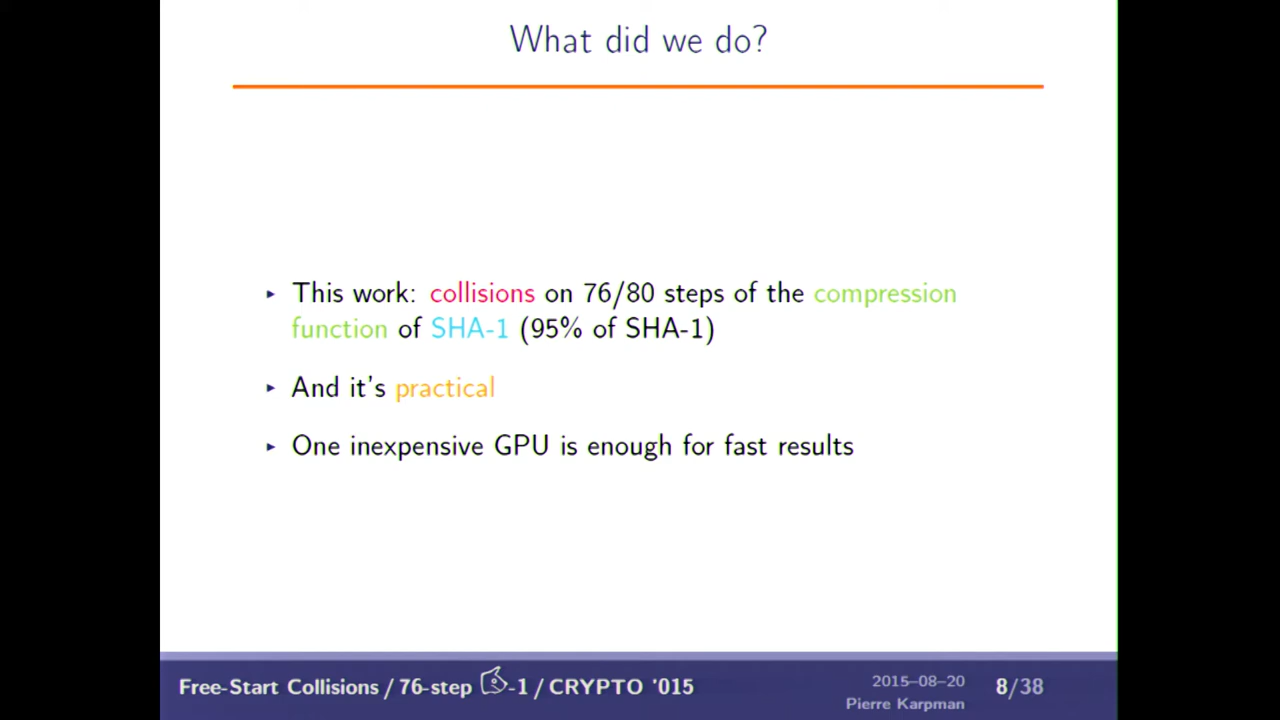 What did we do?
▸ This work: collisions on 76/80 steps of the compression
function of SHA-1 (95% of SHA-1)
▸ And it's practical
▸ One inexpensive GPU is enough for fast results
Free-Start Collisions / 76-step -1 / CRYPTO '015
2015–08–20
Pierre Karpman
8/38